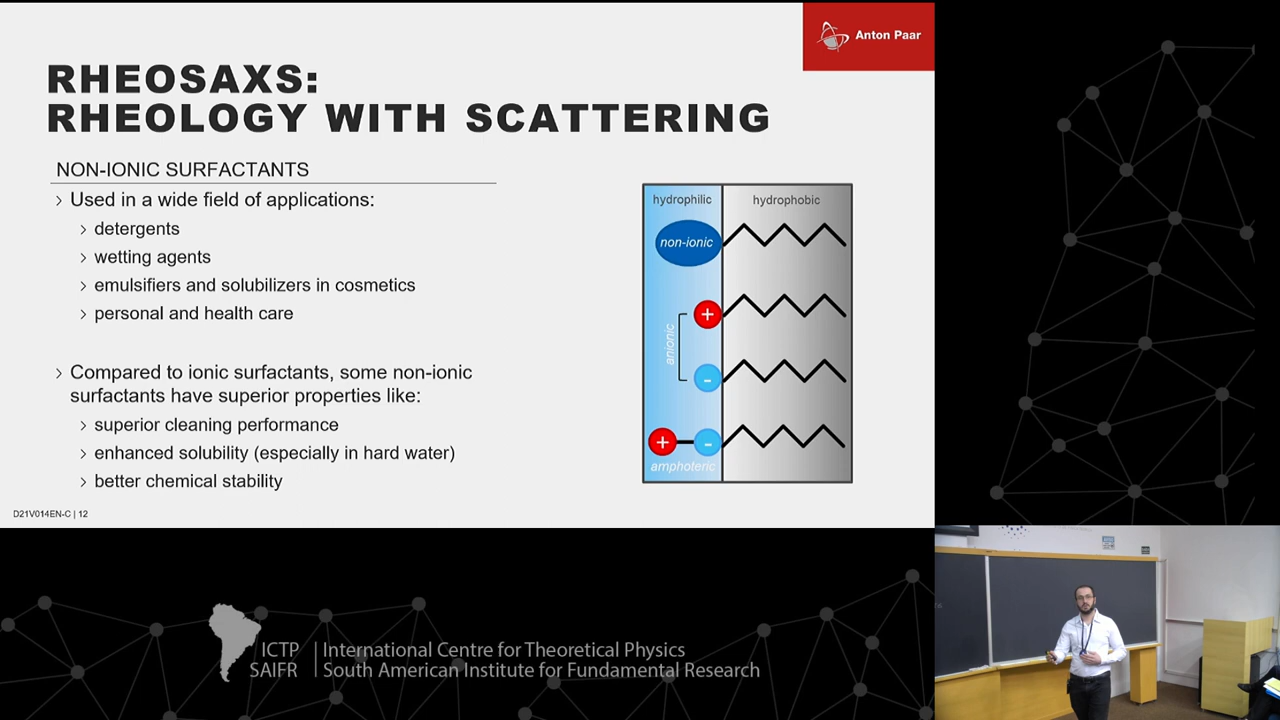 Anton Paar
RHEOSAXS:
RHEOLOGY WITH SCATTERING
NON-IONIC SURFACTANTS
› Used in a wide field of applications:
› detergents
› wetting agents
› emulsifiers and solubilizers in cosmetics
› personal and health care
› Compared to ionic surfactants, some non-ionic
surfactants have superior properties like:
› superior cleaning performance
› enhanced solubility (especially in hard water)
› better chemical stability
hydrophilic hydrophobic
non-ionic
+
anionic
-
+ -
amphoteric
D21V014EN-C | 12
ICTP | International Centre for Theoretical Physics
SAIFR | South American Institute for Fundamental Research